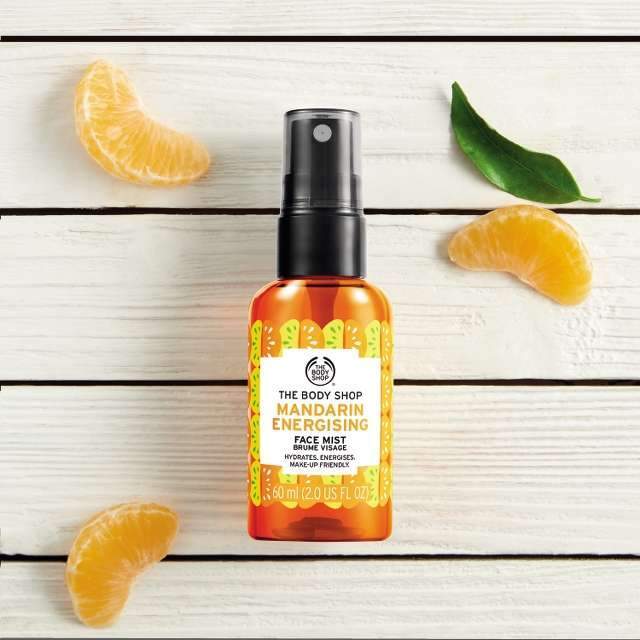 THE
BODY
SHOP
THE BODY SHOP
MANDARIN
ENERGISING
FACE MIST
BRUME VISAGE
HYDRATES. ENERGISES.
MAKE-UP FRIENDLY.
60 ml (2.0 US FL OZ)